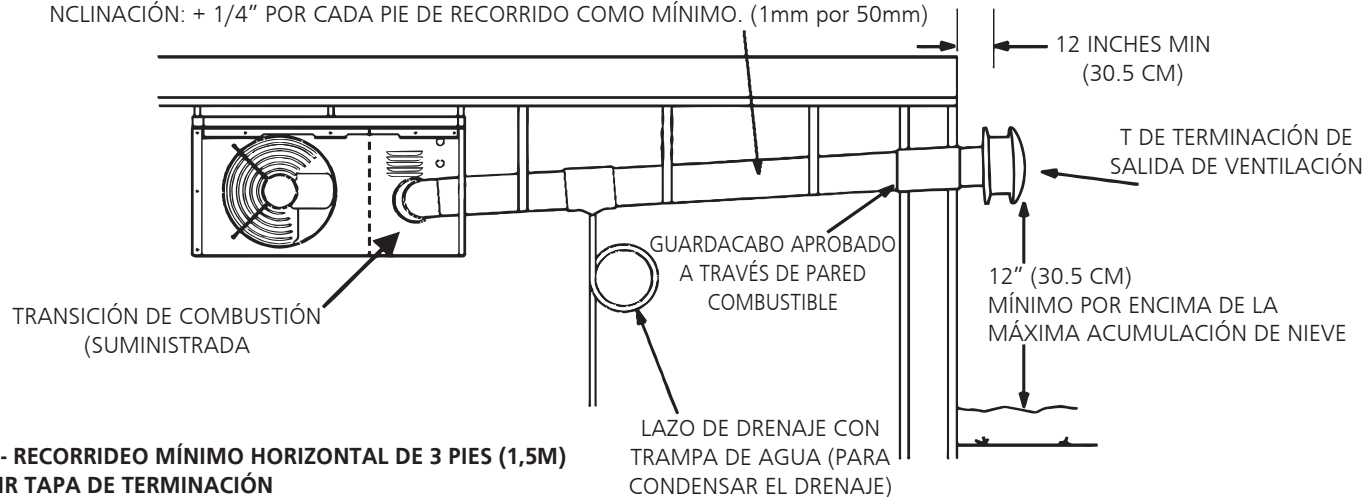 NCLINACIÓN: + 1/4” POR CADA PIE DE RECORRIDO COMO MÍNIMO. (1mm por 50mm)
12 INCHES MIN
(30.5 CM)
T DE TERMINACIÓN DE
SALIDA DE VENTILACIÓN
GUARDACABO APROBADO
A TRAVÉS DE PARED
COMBUSTIBLE
12” (30.5 CM)
MÍNIMO POR ENCIMA DE LA
MÁXIMA ACUMULACIÓN DE NIEVE
TRANSICIÓN DE COMBUSTIÓN
(SUMINISTRADA
LAZO DE DRENAJE CON
TRAMPA DE AGUA (PARA
CONDENSAR EL DRENAJE)
- RECORRIDEO MÍNIMO HORIZONTAL DE 3 PIES (1,5M)
IR TAPA DE TERMINACIÓN